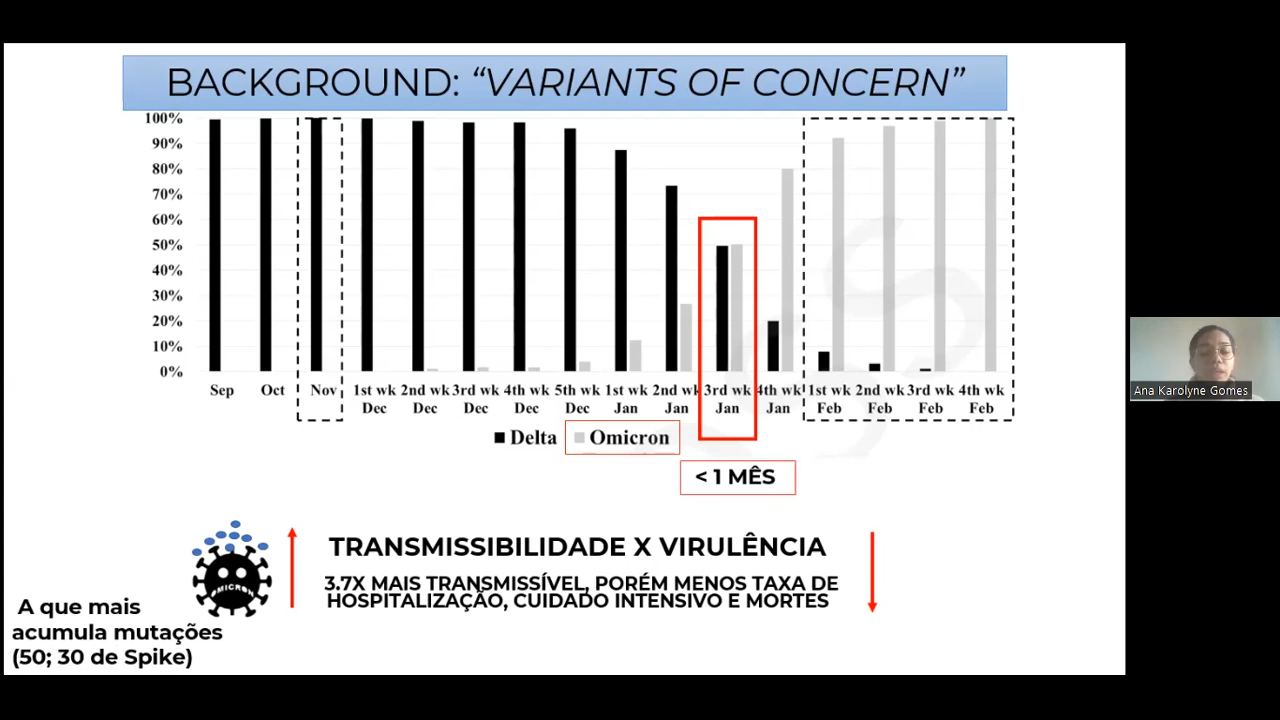 BACKGROUND: “VARIANTS OF CONCERN”
100%
90%
80%
70%
60%
50%
40%
30%
20%
10%
0%
Sep Oct Nov 1st wk 2nd wk 3rd wk 4th wk 5th wk 1st wk 2nd wk 3rd wk 4th wk 1st wk 2nd wk 3rd wk 4th wk
Dec Dec Dec Dec Dec Jan Jan Jan Jan Feb Feb Feb Feb
Delta Omicron
< 1 MÊS
TRANSMISSIBILIDADE X VIRULÊNCIA
3.7X MAIS TRANSMISSÍVEL, PORÉM MENOS TAXA DE
HOSPITALIZAÇÃO, CUIDADO INTENSIVO E MORTES
OMICRON
A que mais
acumula mutações
(50; 30 de Spike)
Ana Karolyne Gomes